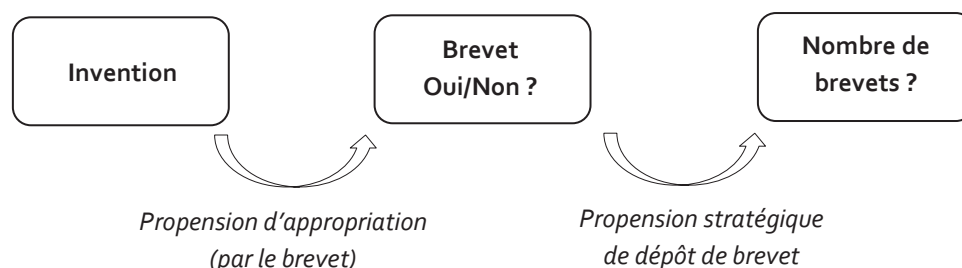 Invention
Brevet
Oui/Non ?
Nombre de
brevets ?
Propension d’appropriation
(par le brevet)
Propension stratégique
de dépôt de brevet